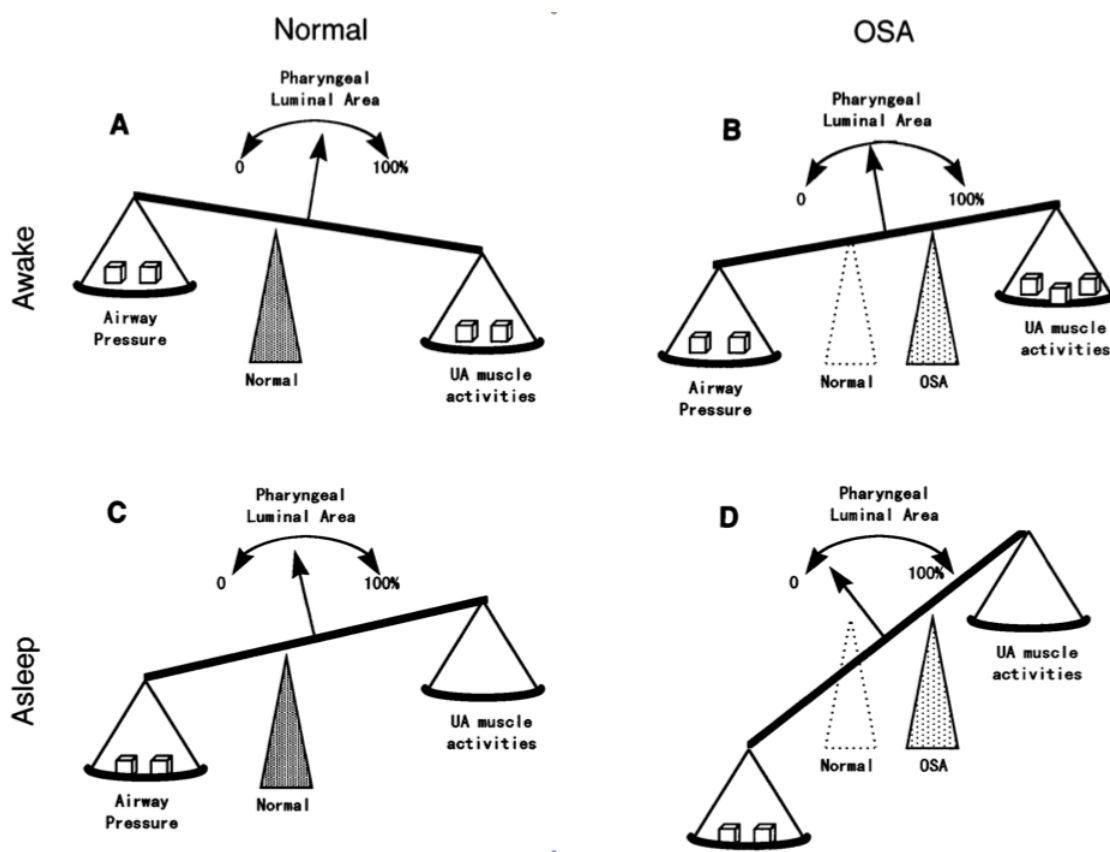 Normal
OSA
Awake
Asleep
A
Pharyngeal
Luminal Area
0
100%
Airway
Pressure
Normal
UA muscle
activities
B
Pharyngeal
Luminal Area
0
100%
Airway
Pressure
Normal
OSA
UA muscle
activities
C
Pharyngeal
Luminal Area
0
100%
Airway
Pressure
Normal
UA muscle
activities
D
Pharyngeal
Luminal Area
0
100%
Normal
OSA
UA muscle
activities